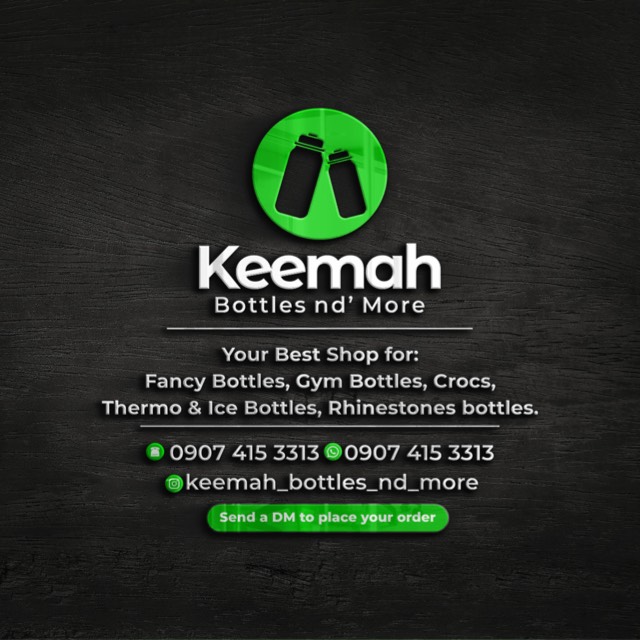 Keemah
Bottles nd' More
Your Best Shop for:
Fancy Bottles, Gym Bottles, Crocs,
Thermo & Ice Bottles, Rhinestones bottles.
0907 415 3313 0907 415 3313
keemah_bottles_nd_more
Send a DM to place your order